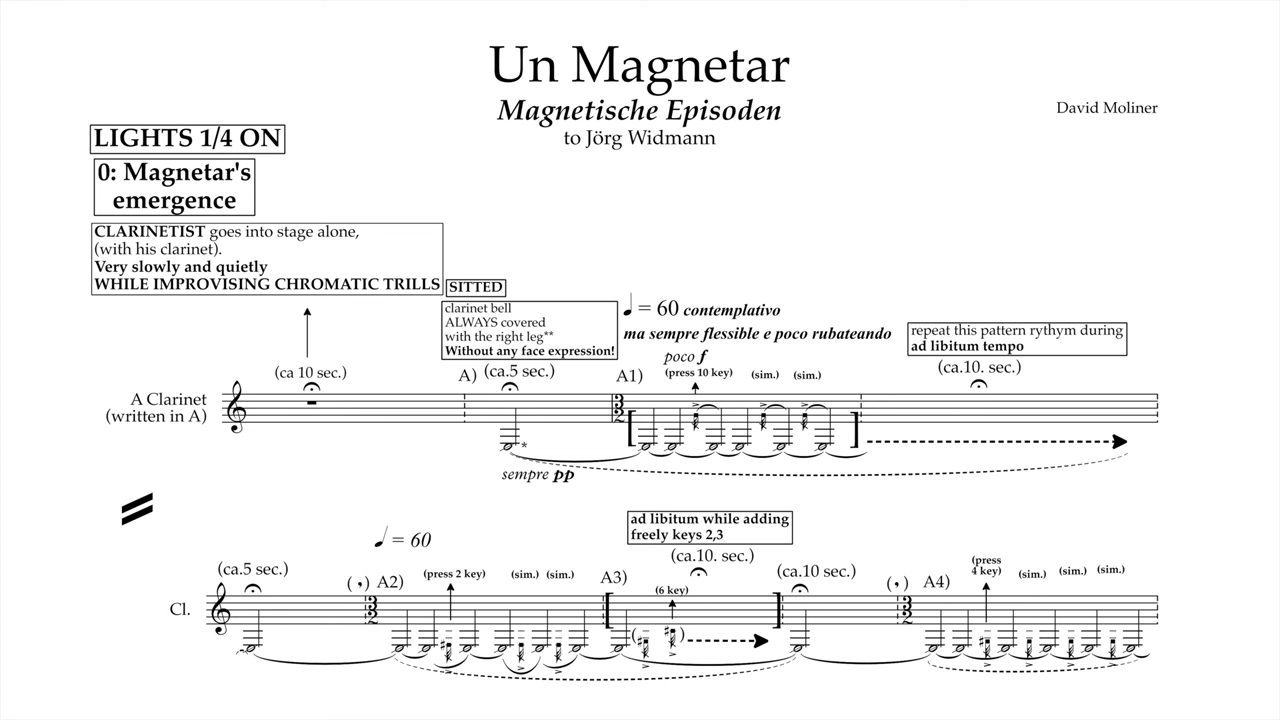 Un Magnetar
Magnetische Episoden
David Moliner
to Jörg Widmann
LIGHTS 1/4 ON
0: Magnetar's
emergence
CLARINETIST goes into stage alone,
(with his clarinet).
Very slowly and quietly
WHILE IMPROVISING CHROMATIC TRILLS
SITTED
clarinet bell
ALWAYS covered
with the right leg**
Without any face expression!
= 60 contemplativo
ma sempre flessible e poco rubateando
repeat this pattern rythym during
ad libitum tempo
poco f
(ca 10 sec.)
A) (ca.5 sec.)
A1)
(press 10 key)
(sim.)
(sim.)
(ca.10. sec.)
A Clarinet
(written in A)
3
2
*
sempre pp
ad libitum while adding
freely keys 2,3
= 60
(ca.5 sec.)
(,)
A2)
(press 2 key)
(sim.)
(sim.)
A3)
(ca.10. sec.)
(6 key)
(ca.10 sec.)
(,)
A4)
(press
4 key)
(sim.)
(sim.)
(sim.)
Cl.
3
2
3
2